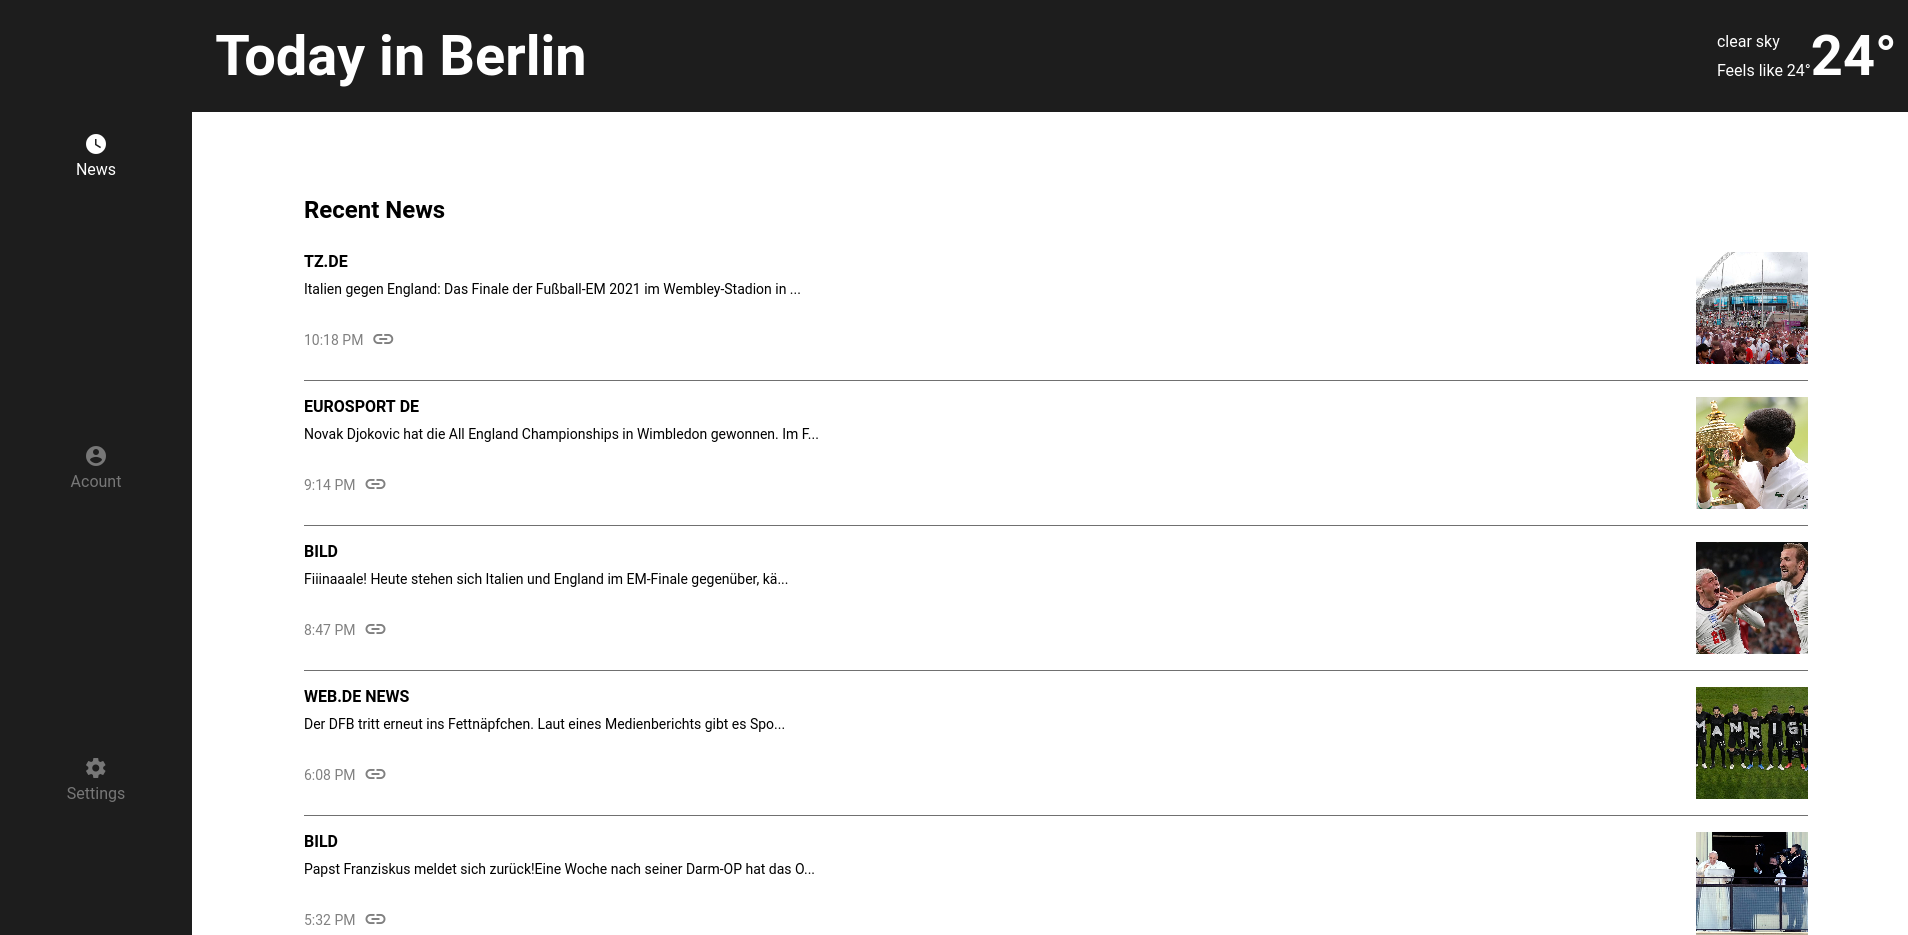 Today in Berlin
clear sky
Feels like 24°
24°
News
Acount
Settings
Recent News
TZ.DE
Italien gegen England: Das Finale der Fußball-EM 2021 im Wembley-Stadion in ...
10:18 PM
EUROSPORT DE
Novak Djokovic hat die All England Championships in Wimbledon gewonnen. Im F...
9:14 PM
BILD
Fiiinaaale! Heute stehen sich Italien und England im EM-Finale gegenüber, kä...
8:47 PM
WEB.DE NEWS
Der DFB tritt erneut ins Fettnäpfchen. Laut eines Medienberichts gibt es Spo...
6:08 PM
MANRIGH
BILD
Papst Franziskus meldet sich zurück!Eine Woche nach seiner Darm-OP hat das O...
5:32 PM